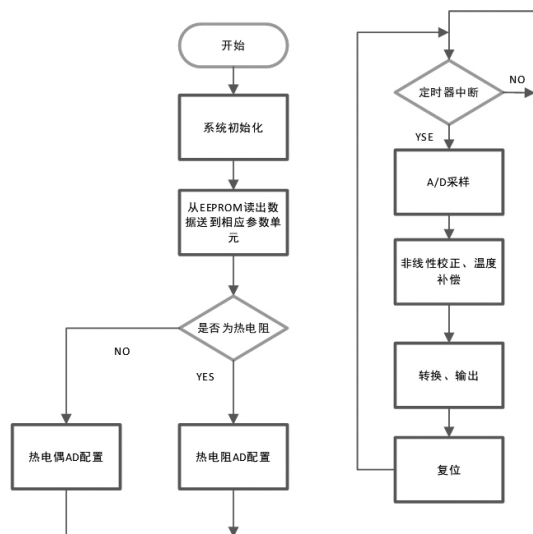 开始
系统初始化
从EEPROM读出数
据送到相应参数单
元
是否为热电阻
NO
YES
热电偶AD配置
热电阻AD配置
定时器中断
NO
YSE
A/D采样
非线性校正、温度
补偿
转换、输出
复位